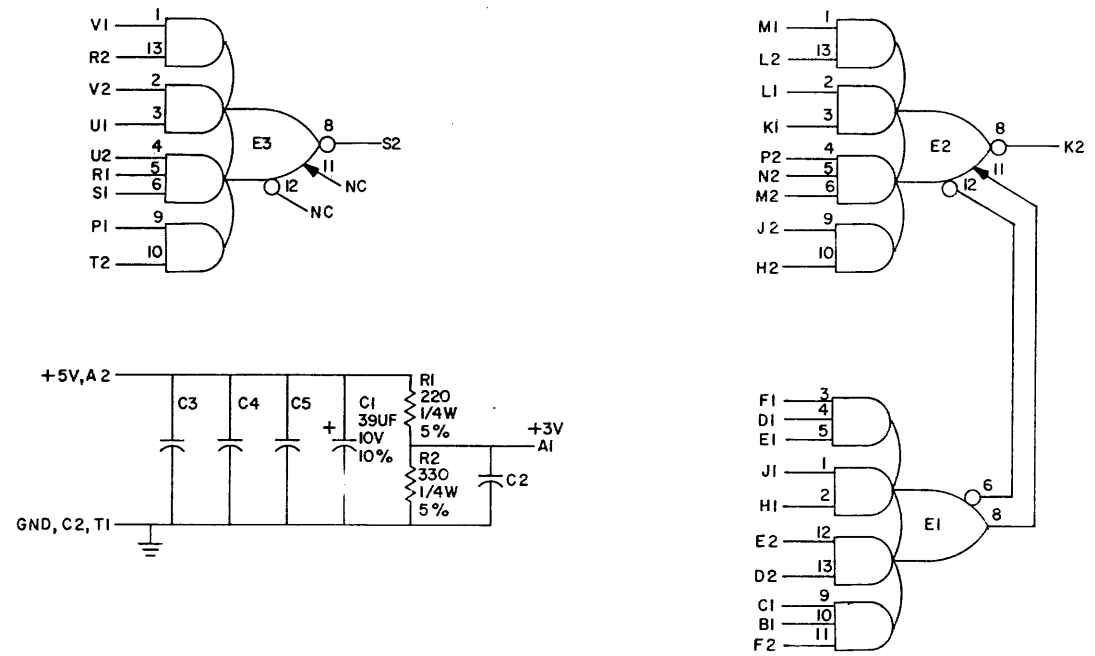 V1 1
R2 13
V2 2
U1 3
U2 4
R1 5
S1 6
P1 9
T2 10
E3
8
S2
11
NC
12
NC
M1 1
L2 13
L1 2
K1 3
P2 4
N2 5
M2 6
J2 9
H2 10
E2
8
K2
11
12
+5V, A2
C3
C4
C5
+
C1
39UF
10V
10%
R1
220
1/4W
5%
+3V
A1
R2
330
1/4W
5%
C2
GND, C2, T1
F1 3
D1 4
E1 5
J1 1
H1 2
E2 12
D2 13
C1 9
B1 10
F2 11
E1
6
8